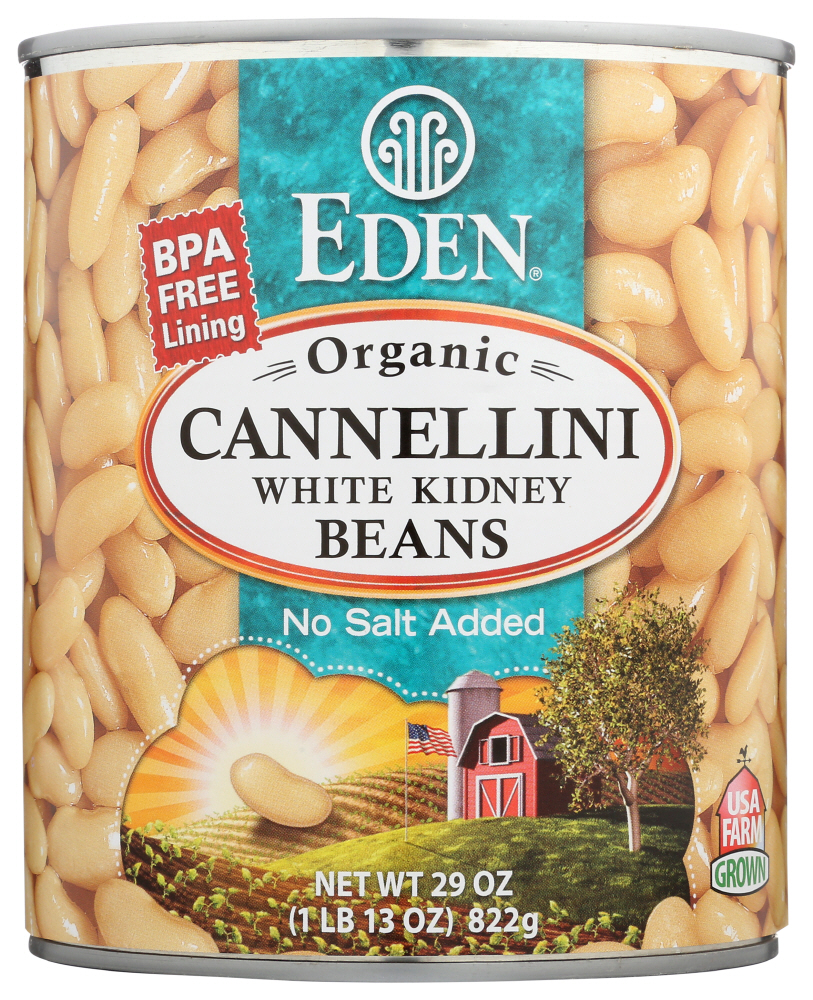 EDEN®
BPA
FREE
Lining
Organic
CANNELLINI
WHITE KIDNEY
BEANS
No Salt Added
USA
FARM
GROWN
NET WT 29 OZ
(1 LB 13 OZ) 822g